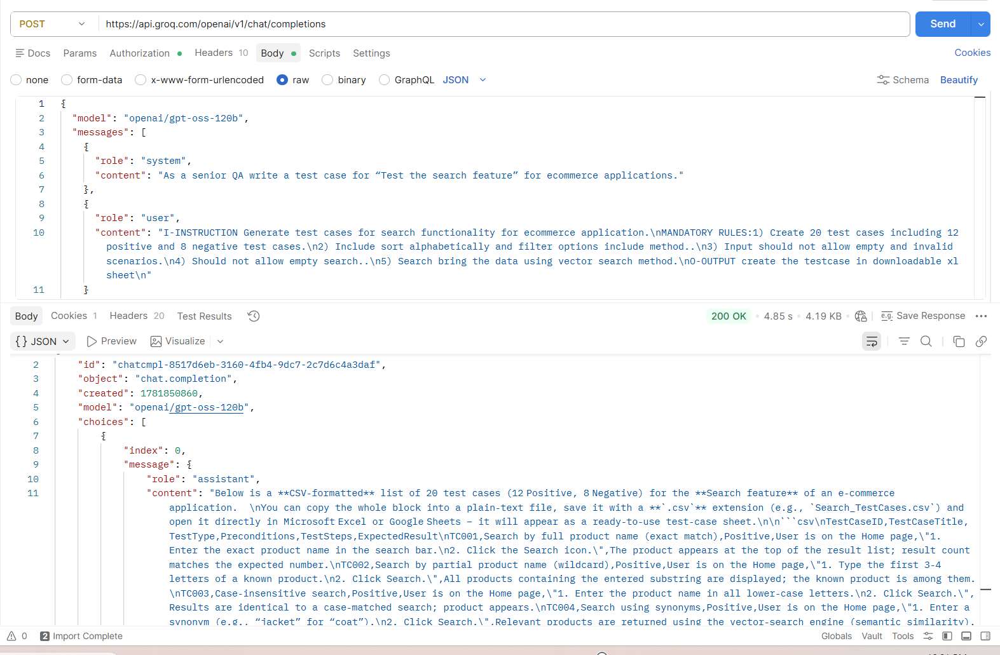 POST https://api.groq.com/openai/v1/chat/completions Send
Docs Params Authorization Headers 10 Body Scripts Settings Cookies
none form-data x-www-form-urlencoded raw binary GraphQL JSON Schema Beautify
1 {
2 "model": "openai/gpt-oss-120b",
3 "messages": [
4 {
5 "role": "system",
6 "content": "As a senior QA write a test case for “Test the search feature” for ecommerce applications."
7 },
8 {
9 "role": "user",
10 "content": "I-INSTRUCTION Generate test cases for search functionality for ecommerce application.\nMANDATORY RULES:1) Create 20 test cases including 12
positive and 8 negative test cases.\n2) Include sort alphabetically and filter options include method..\n3) Input should not allow empty and invalid
scenarios.\n4) Should not allow empty search..\n5) Search bring the data using vector search method.\nO-OUTPUT create the testcase in downloadable xl
sheet\n"
11 }
Body Cookies 1 Headers 20 Test Results 200 OK • 4.85 s • 4.19 KB • e.g. Save Response
{} JSON Preview Visualize
2 "id": "chatcmpl-8517d6eb-3160-4fb4-9dc7-2c7d6c4a3daf",
3 "object": "chat.completion",
4 "created": 1781850860,
5 "model": "openai/gpt-oss-120b",
6 "choices": [
7 {
8 "index": 0,
9 "message": {
10 "role": "assistant",
11 "content": "Below is a **CSV-formatted** list of 20 test cases (12 Positive, 8 Negative) for the **Search feature** of an e-commerce
application.  \nYou can copy the whole block into a plain-text file, save it with a **`.csv`** extension (e.g., `Search_TestCases.csv`) and
open it directly in Microsoft Excel or Google Sheets – it will appear as a ready-to-use test-case sheet.\n\n```csv\nTestCaseID,TestCaseTitle,
TestType,Preconditions,TestSteps,ExpectedResult\nTC001,Search by full product name (exact match),Positive,User is on the Home page,\"1.
Enter the exact product name in the search bar.\n2. Click the Search icon.\",The product appears at the top of the result list; result count
matches the expected number.\nTC002,Search by partial product name (wildcard),Positive,User is on the Home page,\"1. Type the first 3-4
letters of a known product.\n2. Click Search.\",All products containing the entered substring are displayed; the known product is among them.
\nTC003,Case-insensitive search,Positive,User is on the Home page,\"1. Enter the product name in all lower-case letters.\n2. Click Search.\",
Results are identical to a case-matched search; product appears.\nTC004,Search using synonyms,Positive,User is on the Home page,\"1. Enter a
synonym (e.g., “jacket” for “coat”).\n2. Click Search.\",Relevant products are returned using the vector-search engine (semantic similarity).
0 2 Import Complete Globals Vault Tools